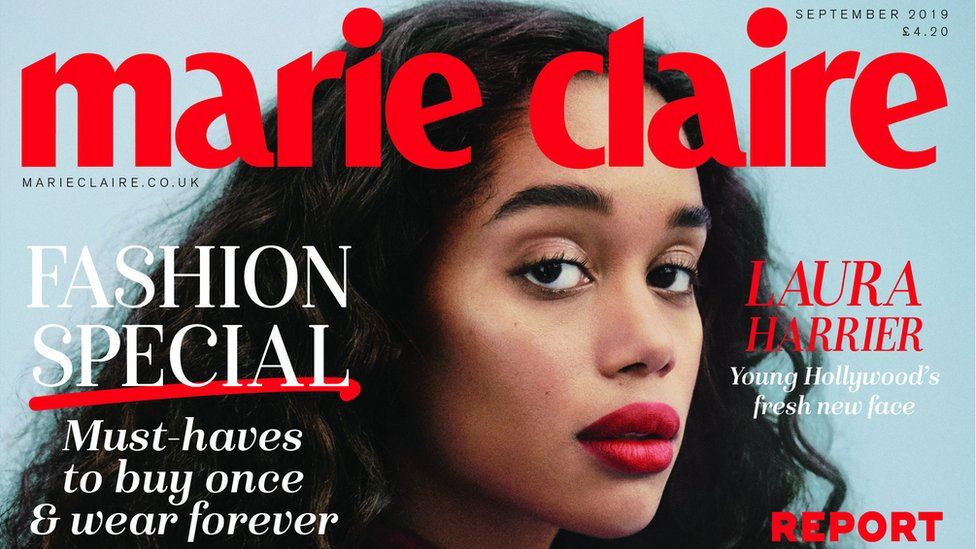 SEPTEMBER 2019
£4.20
marie claire
MARIECLAIRE.CO.UK
FASHION
SPECIAL
Must-haves
to buy once
& wear forever
LAURA
HARRIER
Young Hollywood's
fresh new face
REPORT